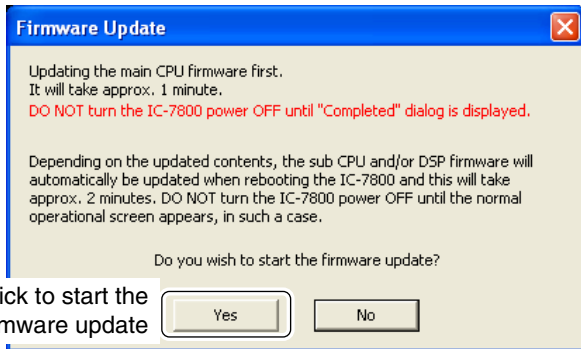 Firmware Update
Updating the main CPU firmware first.
It will take approx. 1 minute.
DO NOT turn the IC-7800 power OFF until "Completed" dialog is displayed.
Depending on the updated contents, the sub CPU and/or DSP firmware will
automatically be updated when rebooting the IC-7800 and this will take
approx. 2 minutes. DO NOT turn the IC-7800 power OFF until the normal
operational screen appears, in such a case.
Do you wish to start the firmware update?
ick to start the
mware update
Yes No